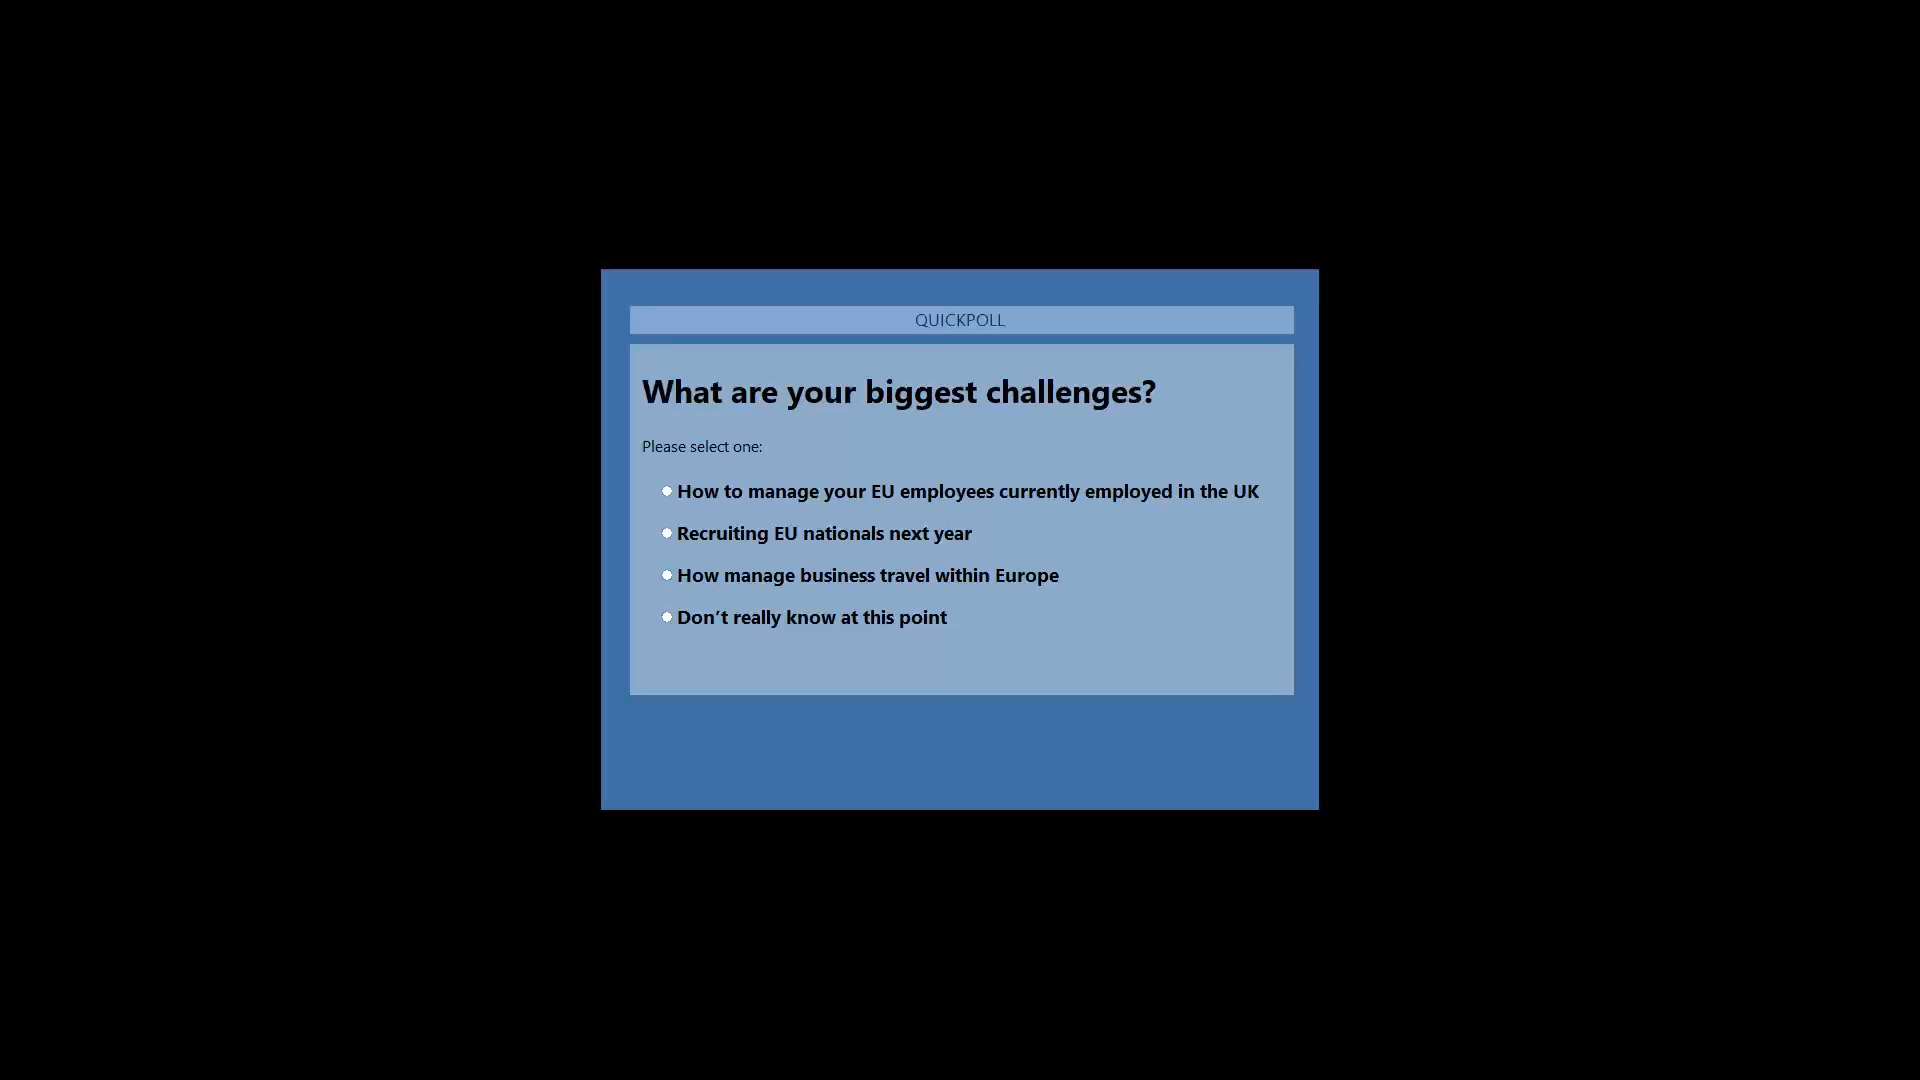 QUICKPOLL
What are your biggest challenges?
Please select one:
How to manage your EU employees currently employed in the UK
Recruiting EU nationals next year
How manage business travel within Europe
Don’t really know at this point